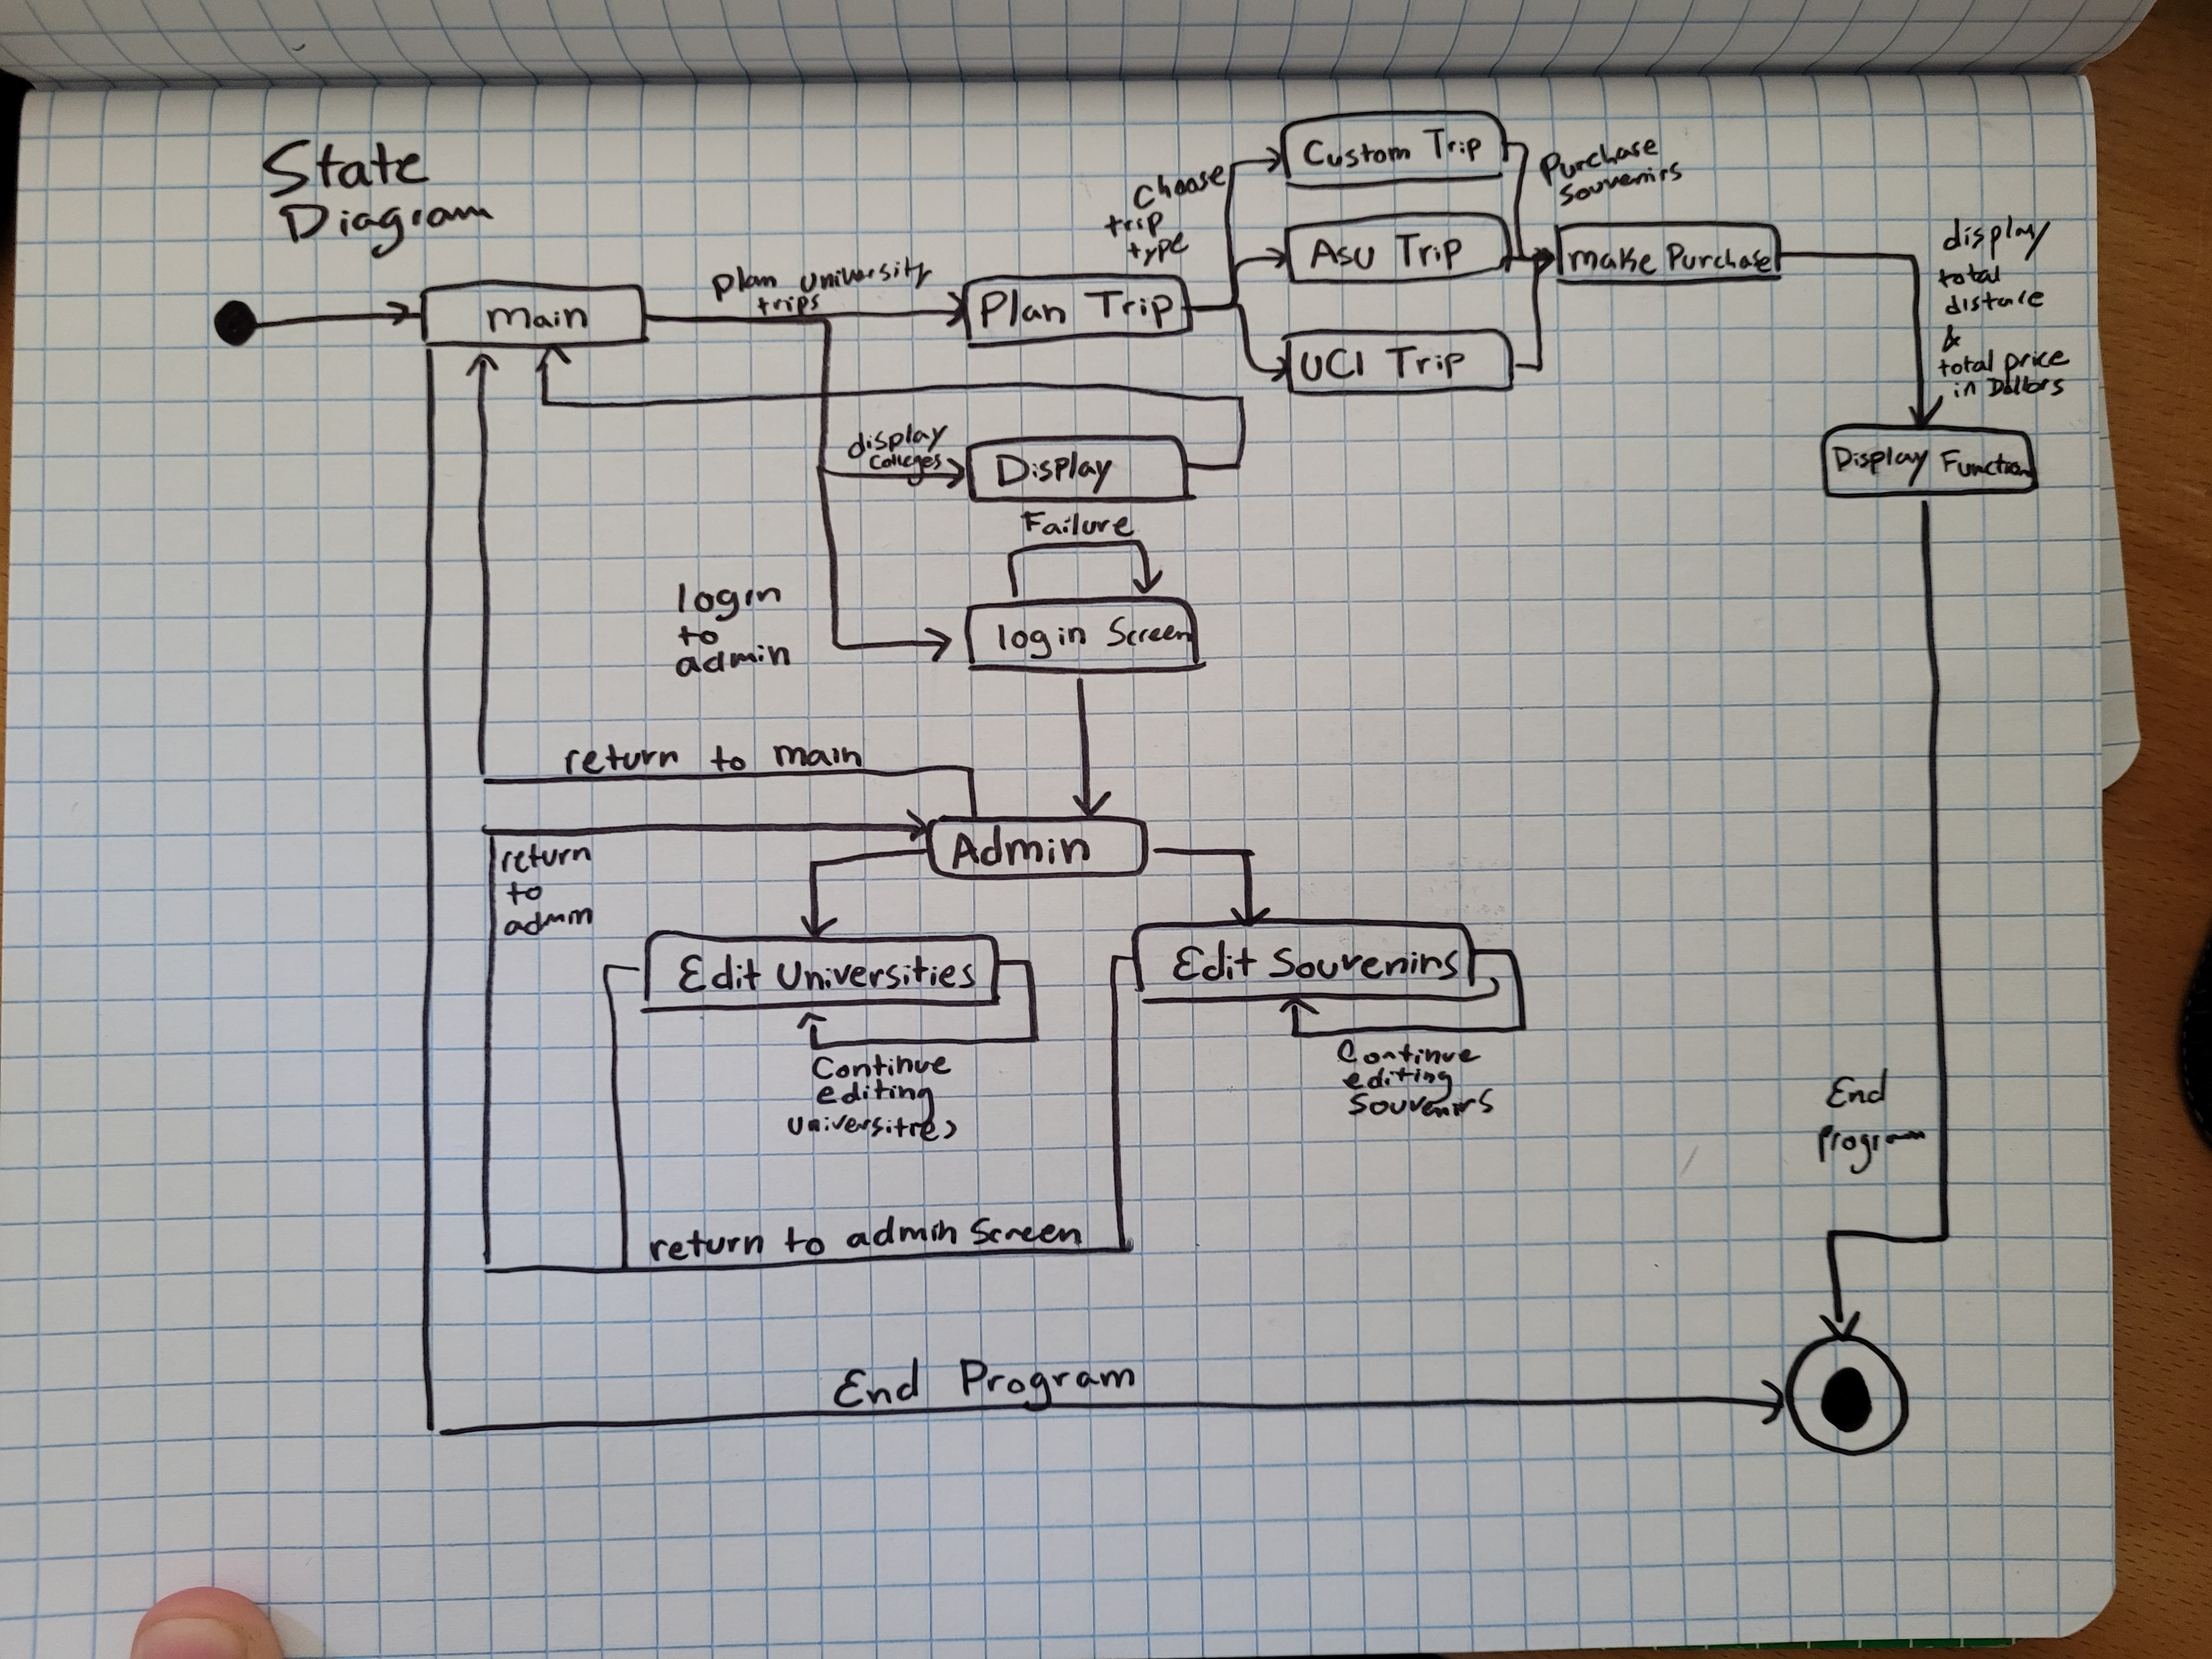 State
Diagram
main
Plan University
trips
Plan Trip
Choose
trip
type
Custom Trip
ASU Trip
UCI Trip
Purchase
Souvenirs
make Purchase
display
total
distance
&
total price
in Dollars
Display Function
display
Colleges
Display
Failure
login
to
admin
login Screen
return to main
Admin
return
to
admin
Edit Universities
Continue
editing
universities
Edit Souvenirs
Continue
editing
Souvenirs
return to admin Screen
End Program
End
Program